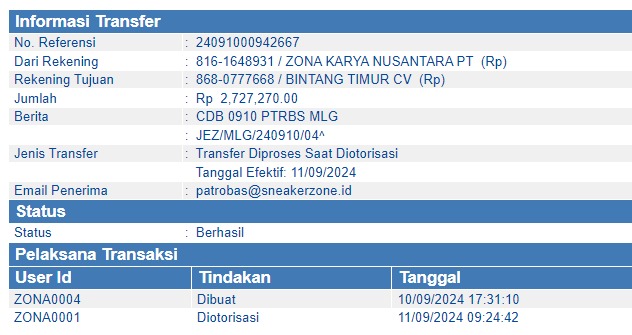 Informasi Transfer
No. Referensi : 24091000942667
Dari Rekening : 816-1648931 / ZONA KARYA NUSANTARA PT (Rp)
Rekening Tujuan : 868-0777668 / BINTANG TIMUR CV (Rp)
Jumlah : Rp 2,727,270.00
Berita : CDB 0910 PTRBS MLG
: JEZ/MLG/240910/04^
Jenis Transfer : Transfer Diproses Saat Diotorisasi
Tanggal Efektif: 11/09/2024
Email Penerima : patrobas@sneakerzone.id
Status
Status : Berhasil
Pelaksana Transaksi
User Id Tindakan Tanggal
ZONA0004 Dibuat 10/09/2024 17:31:10
ZONA0001 Diotorisasi 11/09/2024 09:24:42